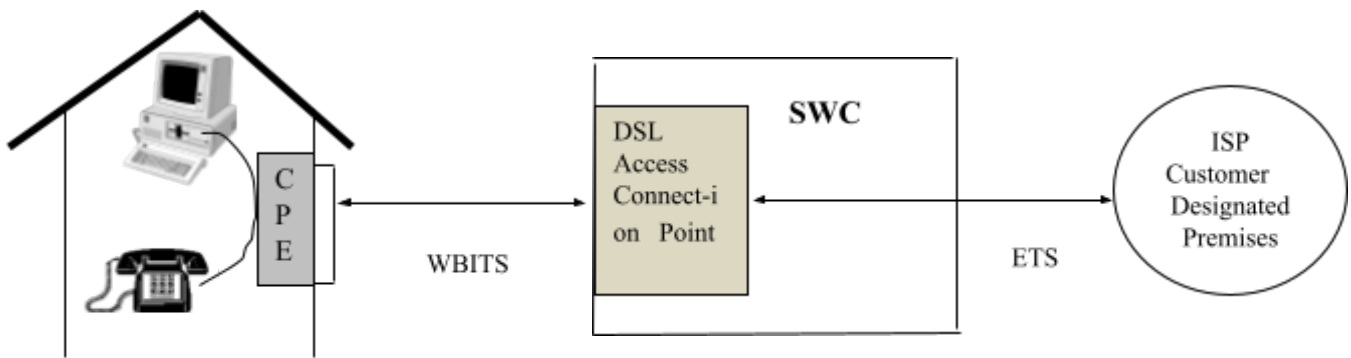 C
P
E
WBITS
DSL
Access
Connect-i
on Point
SWC
ETS
ISP
Customer
Designated
Premises